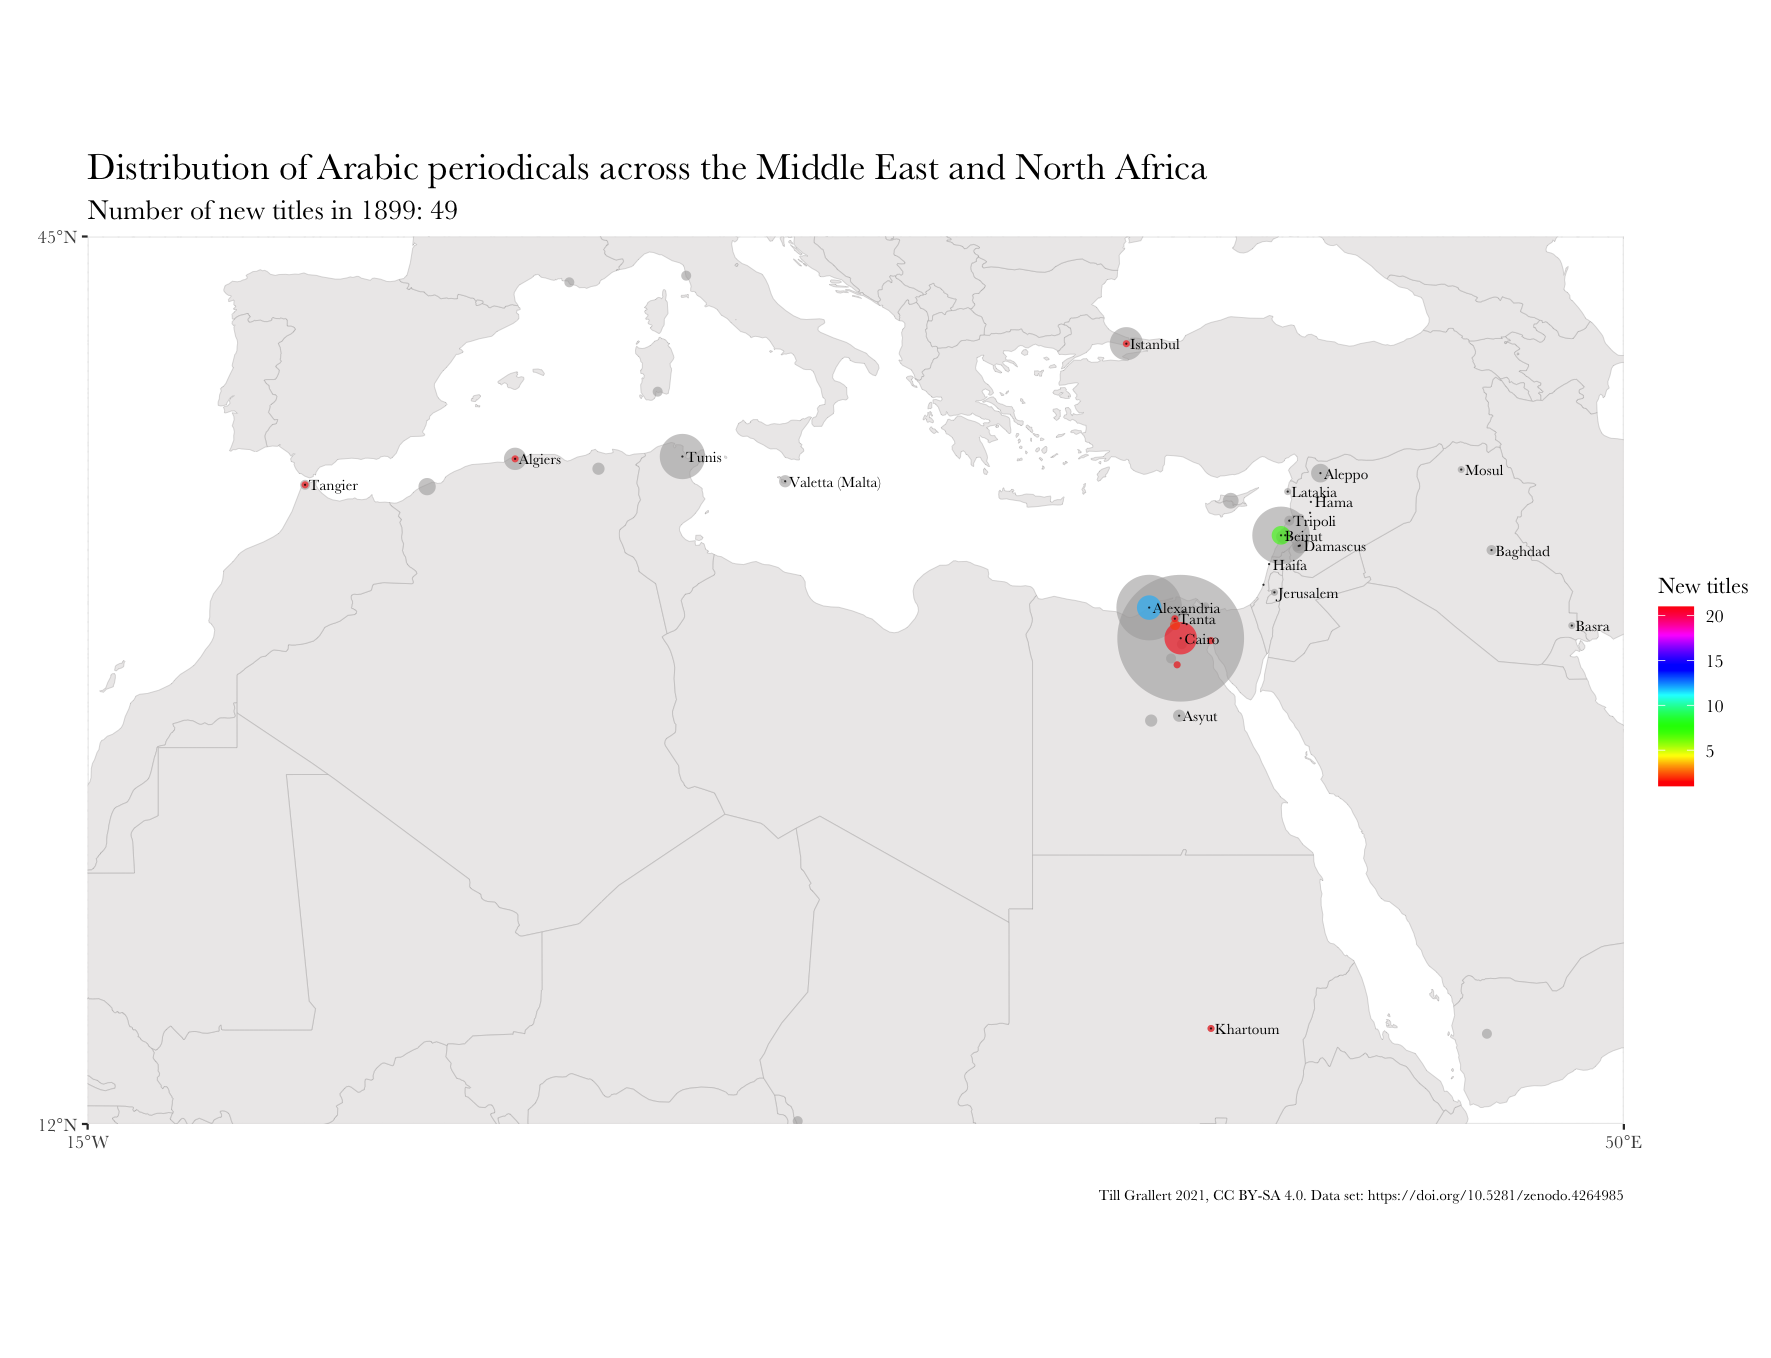 Distribution of Arabic periodicals across the Middle East and North Africa
Number of new titles in 1899: 49
45°N
Istanbul
Algiers
Tunis
Tangier
Valetta (Malta)
Aleppo
Mosul
Latakia
Hama
Tripoli
Beirut
Damascus
Baghdad
Haifa
Jerusalem
Alexandria
Tanta
Cairo
Basra
Asyut
Khartoum
New titles
20
15
10
5
12°N
15°W
50°E
Till Grallert 2021, CC BY-SA 4.0. Data set: https://doi.org/10.5281/zenodo.4264985